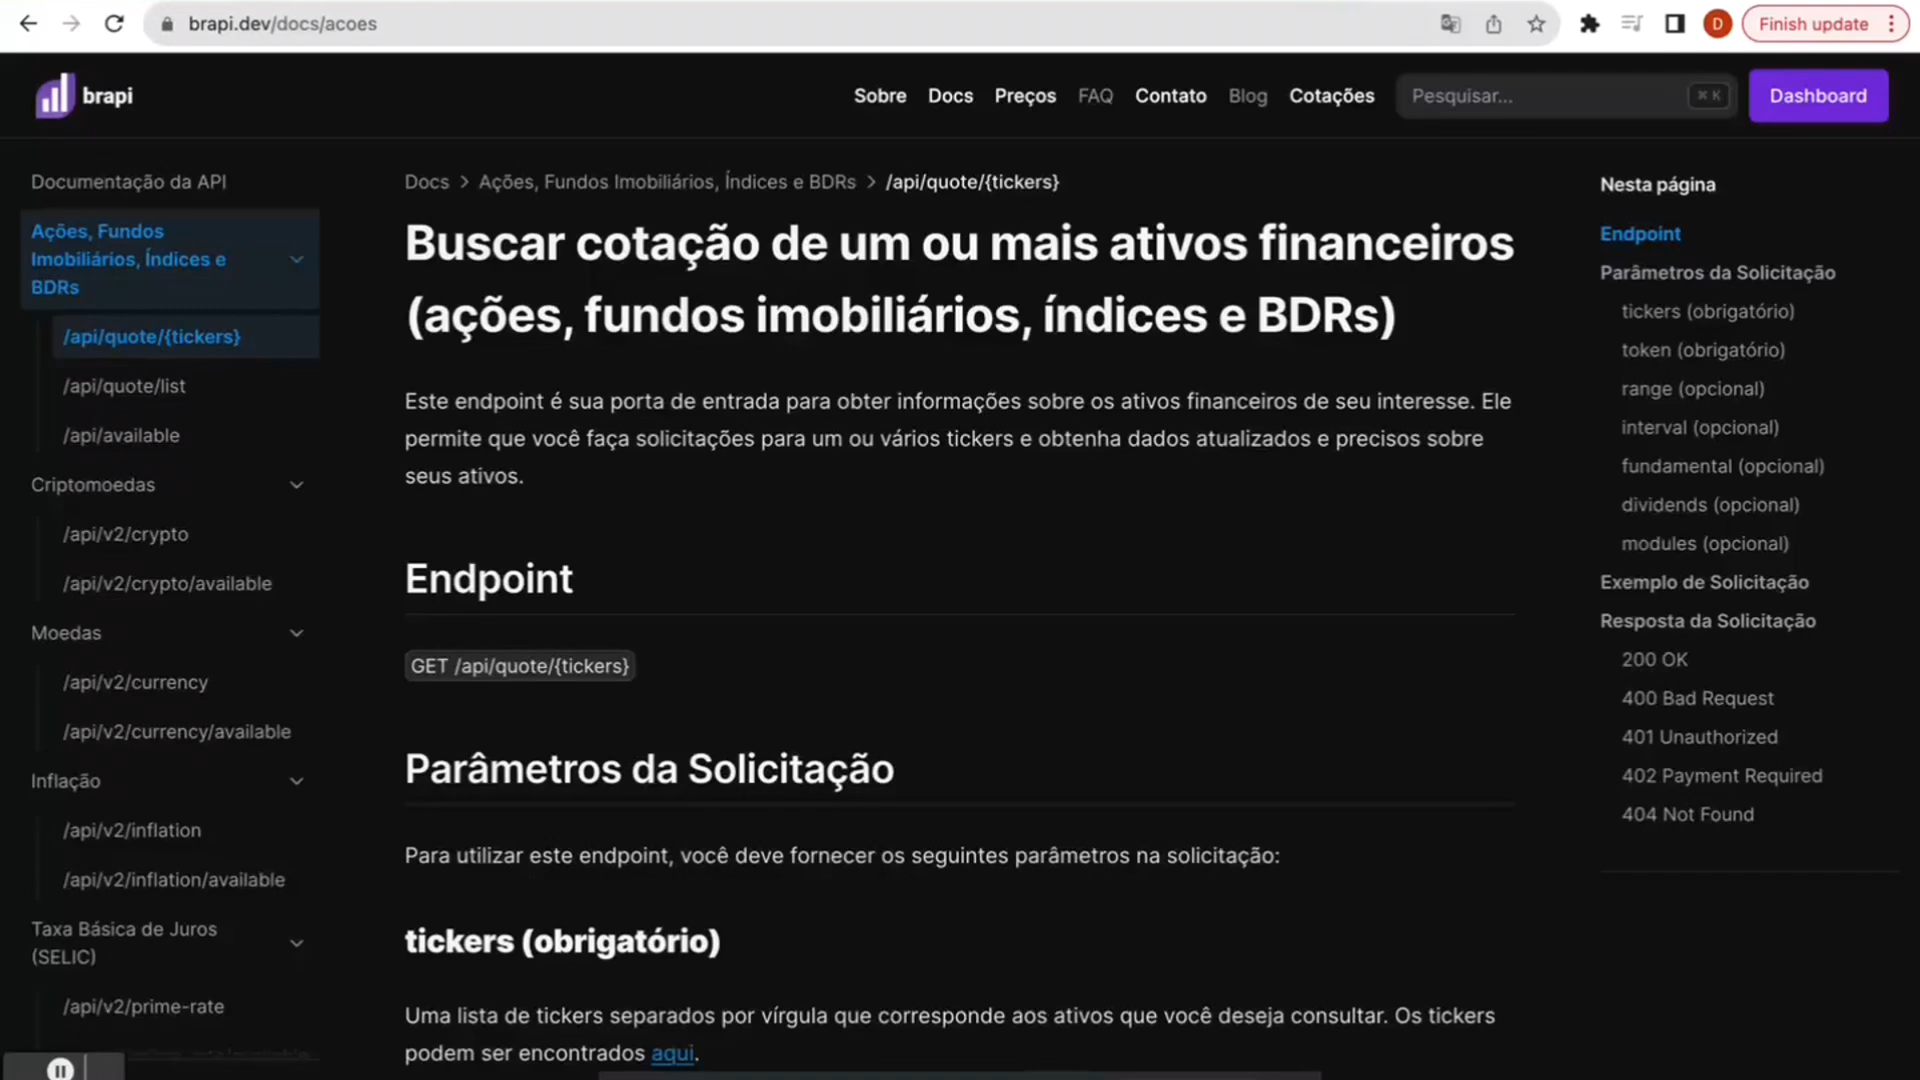 brapi.dev/docs/acoes
D
Finish update
brapi
Sobre
Docs
Preços
FAQ
Contato
Blog
Cotações
Pesquisar...
⌘ K
Dashboard
Documentação da API
Ações, Fundos
Imobiliários, Índices e
BDRs
/api/quote/{tickers}
/api/quote/list
/api/available
Criptomoedas
/api/v2/crypto
/api/v2/crypto/available
Moedas
/api/v2/currency
/api/v2/currency/available
Inflação
/api/v2/inflation
/api/v2/inflation/available
Taxa Básica de Juros
(SELIC)
/api/v2/prime-rate
Docs > Ações, Fundos Imobiliários, Índices e BDRs > /api/quote/{tickers}
Buscar cotação de um ou mais ativos financeiros
(ações, fundos imobiliários, índices e BDRs)
Este endpoint é sua porta de entrada para obter informações sobre os ativos financeiros de seu interesse. Ele
permite que você faça solicitações para um ou vários tickers e obtenha dados atualizados e precisos sobre
seus ativos.
Endpoint
GET /api/quote/{tickers}
Parâmetros da Solicitação
Para utilizar este endpoint, você deve fornecer os seguintes parâmetros na solicitação:
tickers (obrigatório)
Uma lista de tickers separados por vírgula que corresponde aos ativos que você deseja consultar. Os tickers
podem ser encontrados aqui.
Nesta página
Endpoint
Parâmetros da Solicitação
tickers (obrigatório)
token (obrigatório)
range (opcional)
interval (opcional)
fundamental (opcional)
dividends (opcional)
modules (opcional)
Exemplo de Solicitação
Resposta da Solicitação
200 OK
400 Bad Request
401 Unauthorized
402 Payment Required
404 Not Found